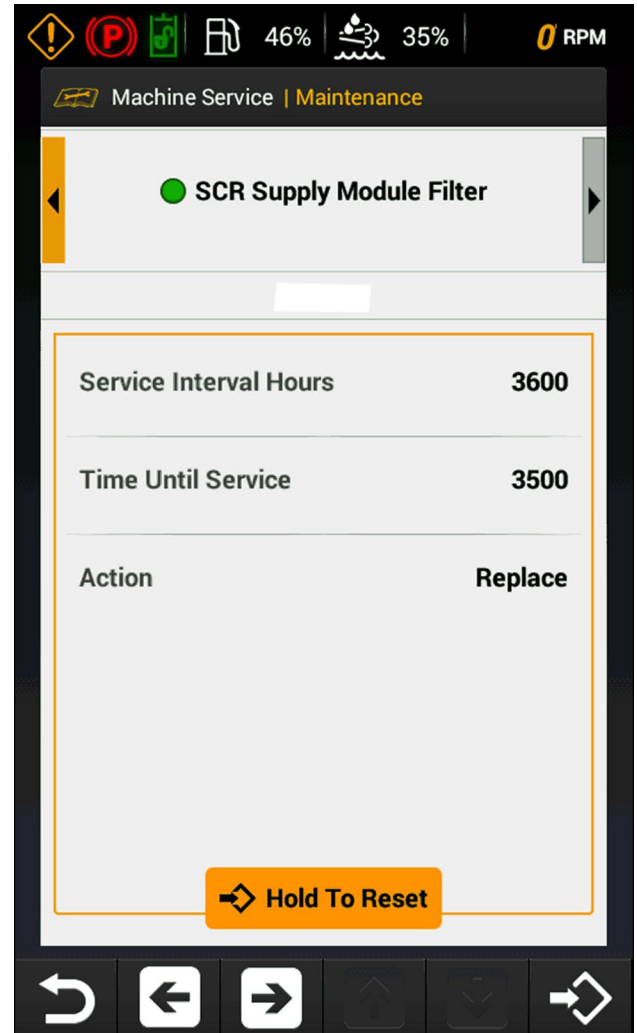 P 46% 35% 0 RPM
Machine Service | Maintenance
SCR Supply Module Filter
Service Interval Hours 3600
Time Until Service 3500
Action Replace
Hold To Reset